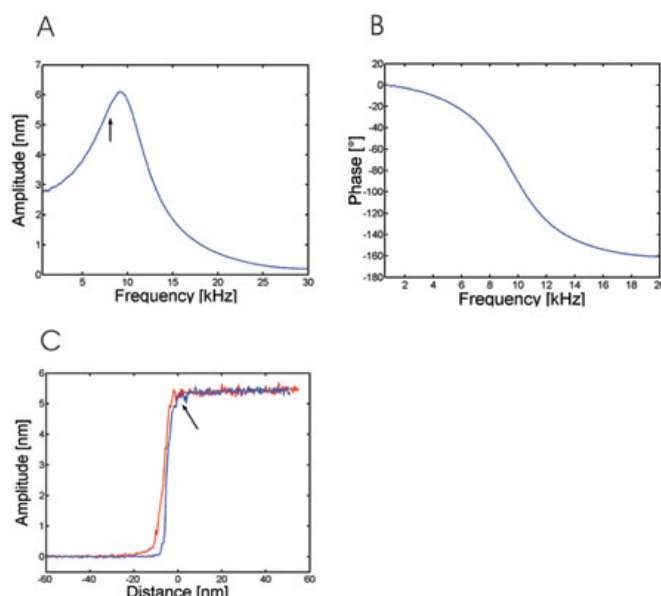 A
7
6
5
4
3
2
1
0
5 10 15 20 25 30
Amplitude [nm]
Frequency [kHz]
B
20
0
-20
-40
-60
-80
-100
-120
-140
-160
-180
2 4 6 8 10 12 14 16 18 20
Phase [°]
Frequency [kHz]
C
6
5
4
3
2
1
0
-60 -40 -20 0 20 40 60
Amplitude [nm]
Distance [nm]